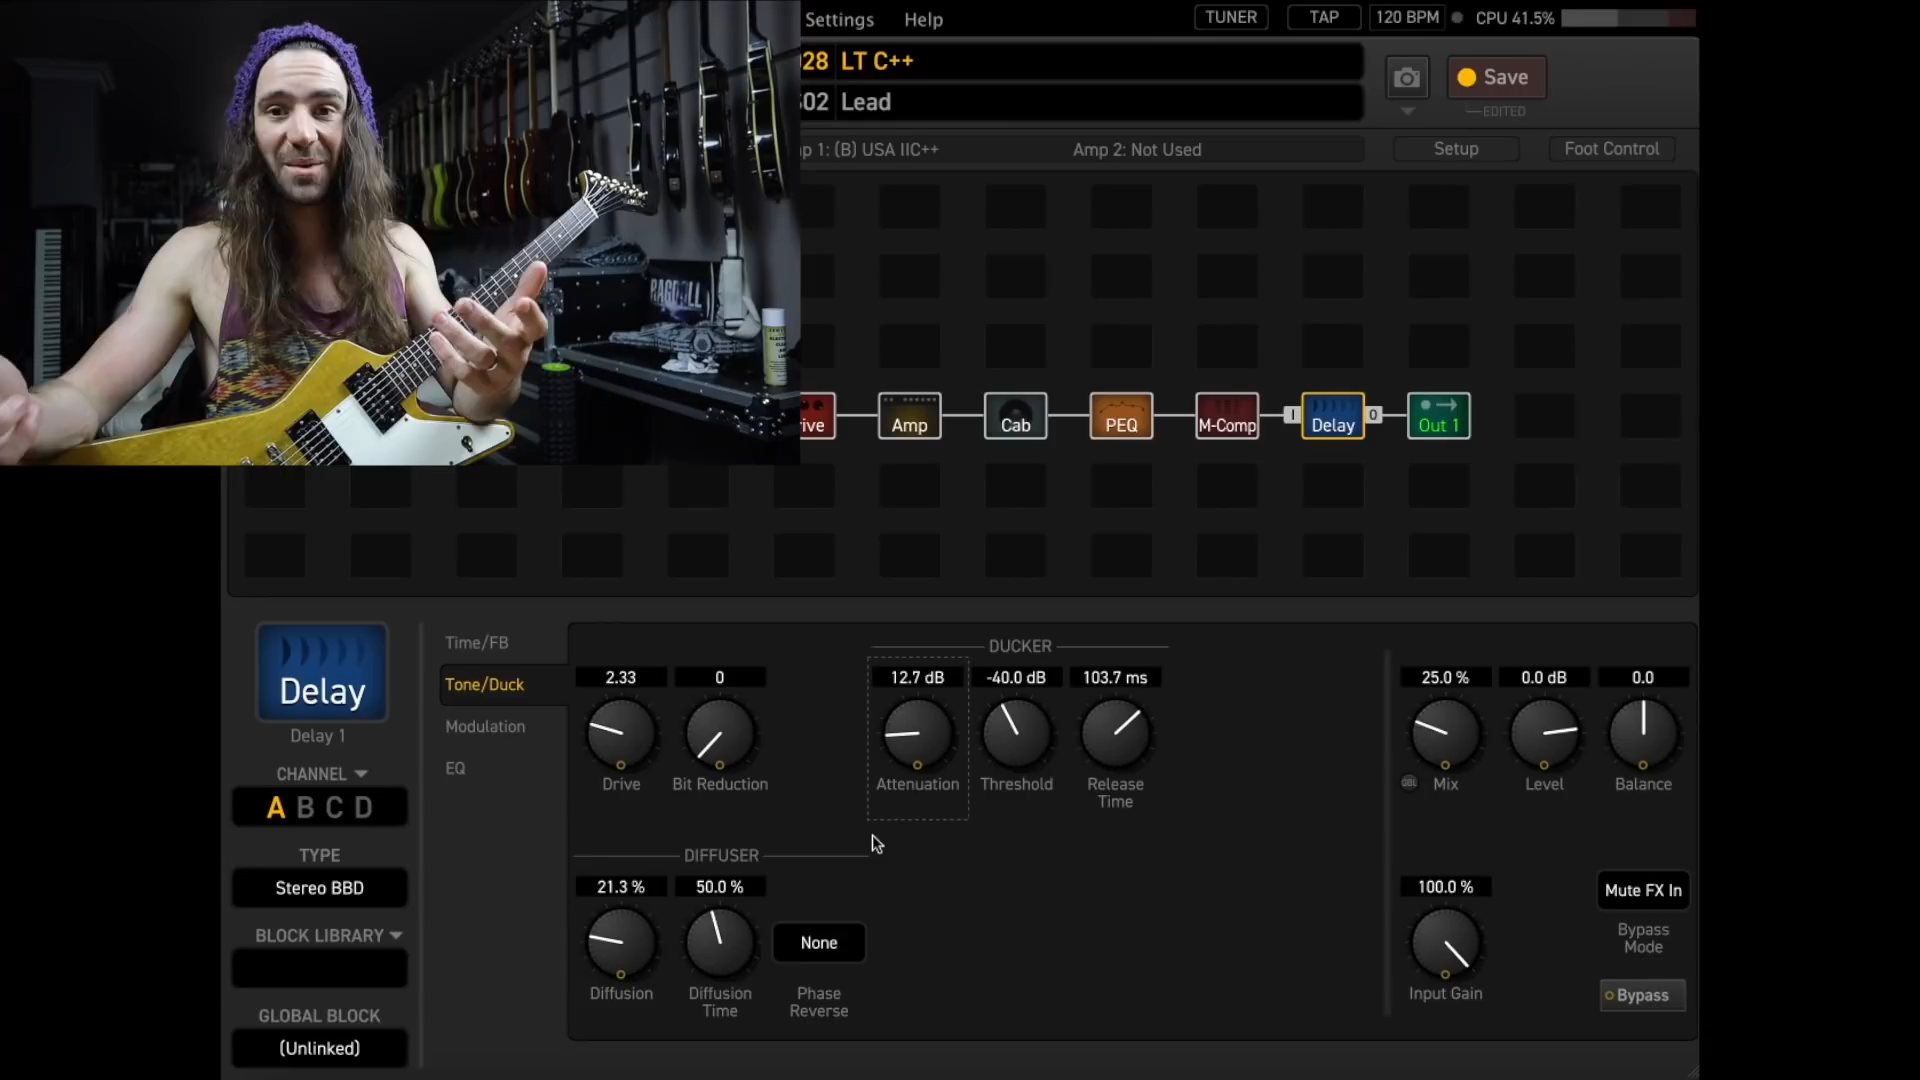 Settings Help TUNER TAP 120 BPM CPU 41.5%
28 LT C++
02 Lead
Save
EDITED
p 1: (B) USA IIC++ Amp 2: Not Used Setup Foot Control
RAGDOLL
ive Amp Cab PEQ M-Comp I Delay O Out 1
Delay
Delay 1
CHANNEL
A B C D
TYPE
Stereo BBD
BLOCK LIBRARY
GLOBAL BLOCK
(Unlinked)
Time/FB
Tone/Duck
Modulation
EQ
DUCKER
2.33 0 12.7 dB -40.0 dB 103.7 ms
Drive Bit Reduction Attenuation Threshold Release
Time
DIFFUSER
21.3 % 50.0 %
None
Diffusion Diffusion Phase
Time Reverse
25.0 % 0.0 dB 0.0
GBL Mix Level Balance
100.0 % Mute FX In
Bypass
Mode
Input Gain Bypass